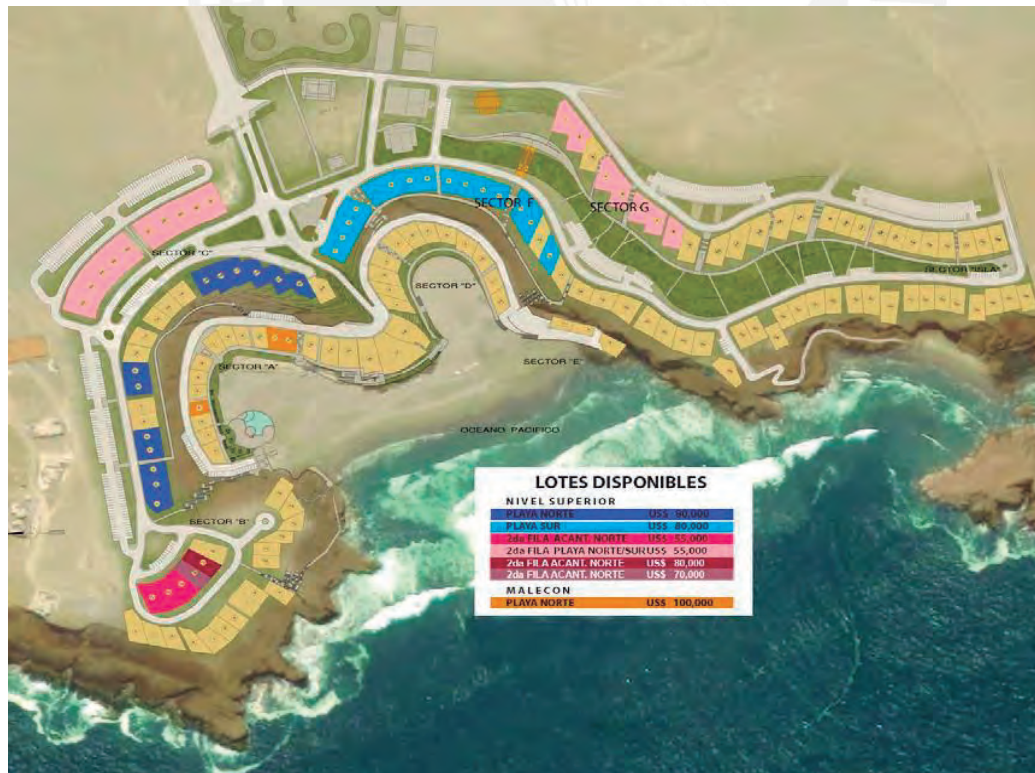 SECTOR F
SECTOR G
SECTOR "C"
SECTOR "ISLA"
SECTOR "D"
SECTOR "A"
SECTOR "E"
OCEANO PACIFICO
SECTOR "B"
LOTES DISPONIBLES
NIVEL SUPERIOR
PLAYA NORTE US$ 90,000
PLAYA SUR US$ 80,000
2da FILA ACANT. NORTE US$ 55,000
2da FILA PLAYA NORTE/SUR US$ 55,000
2da FILA ACANT. NORTE US$ 80,000
2da FILA ACANT. NORTE US$ 70,000
MALECON
PLAYA NORTE US$ 100,000